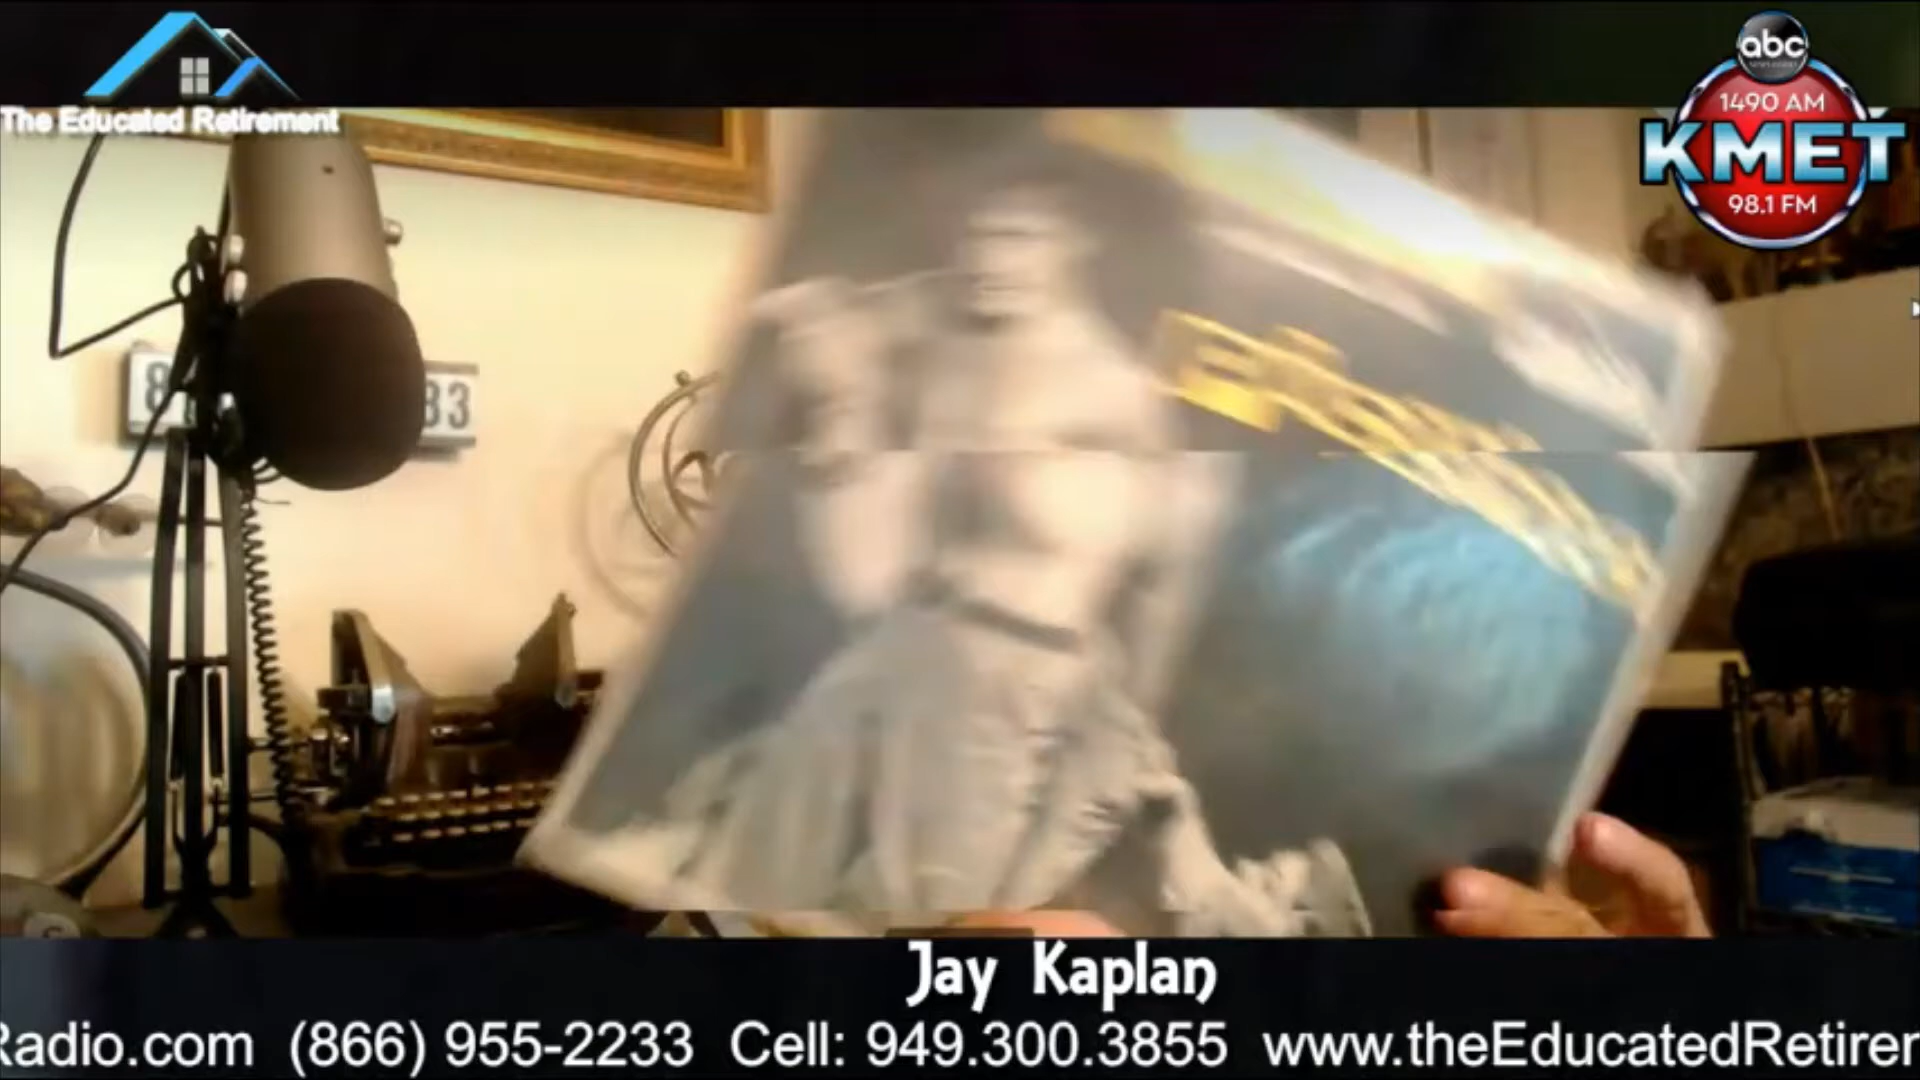 The Educated Retirement
abc
1490 AM
KMET
98.1 FM
83
Jay Kaplan
Radio.com (866) 955-2233 Cell: 949.300.3855 www.theEducatedRetirem